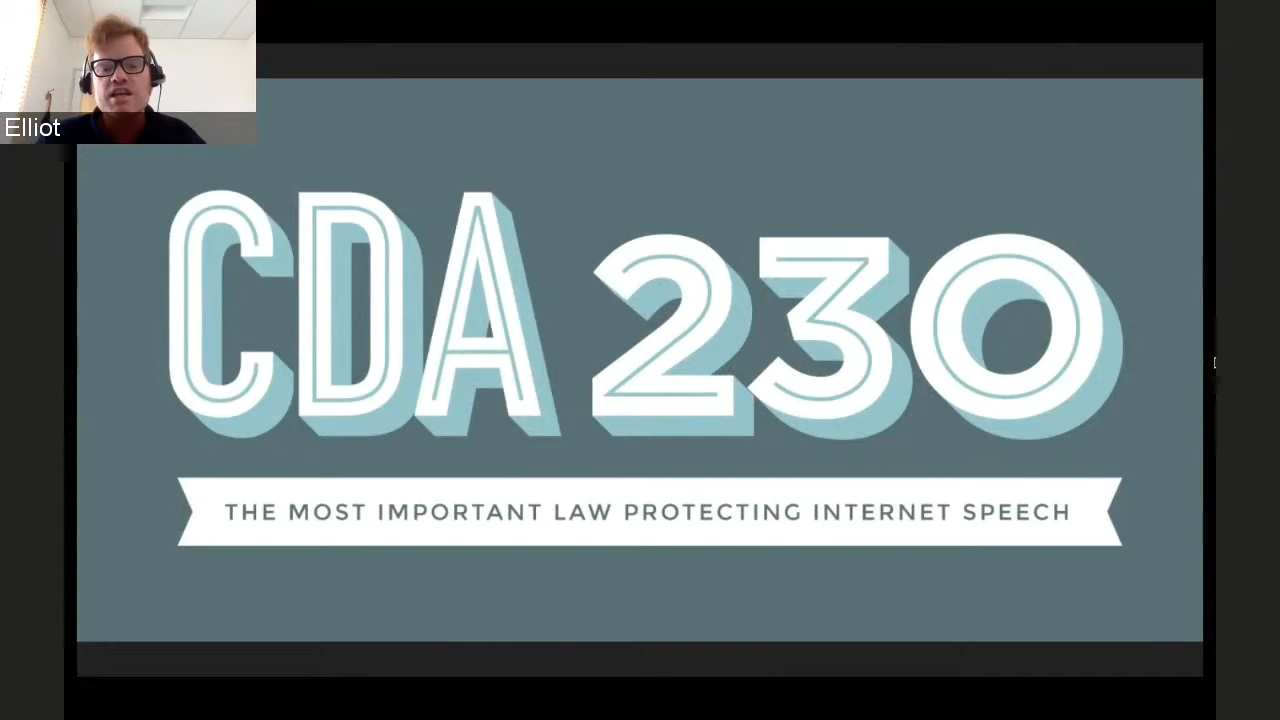 Elliot
CDA 230
THE MOST IMPORTANT LAW PROTECTING INTERNET SPEECH